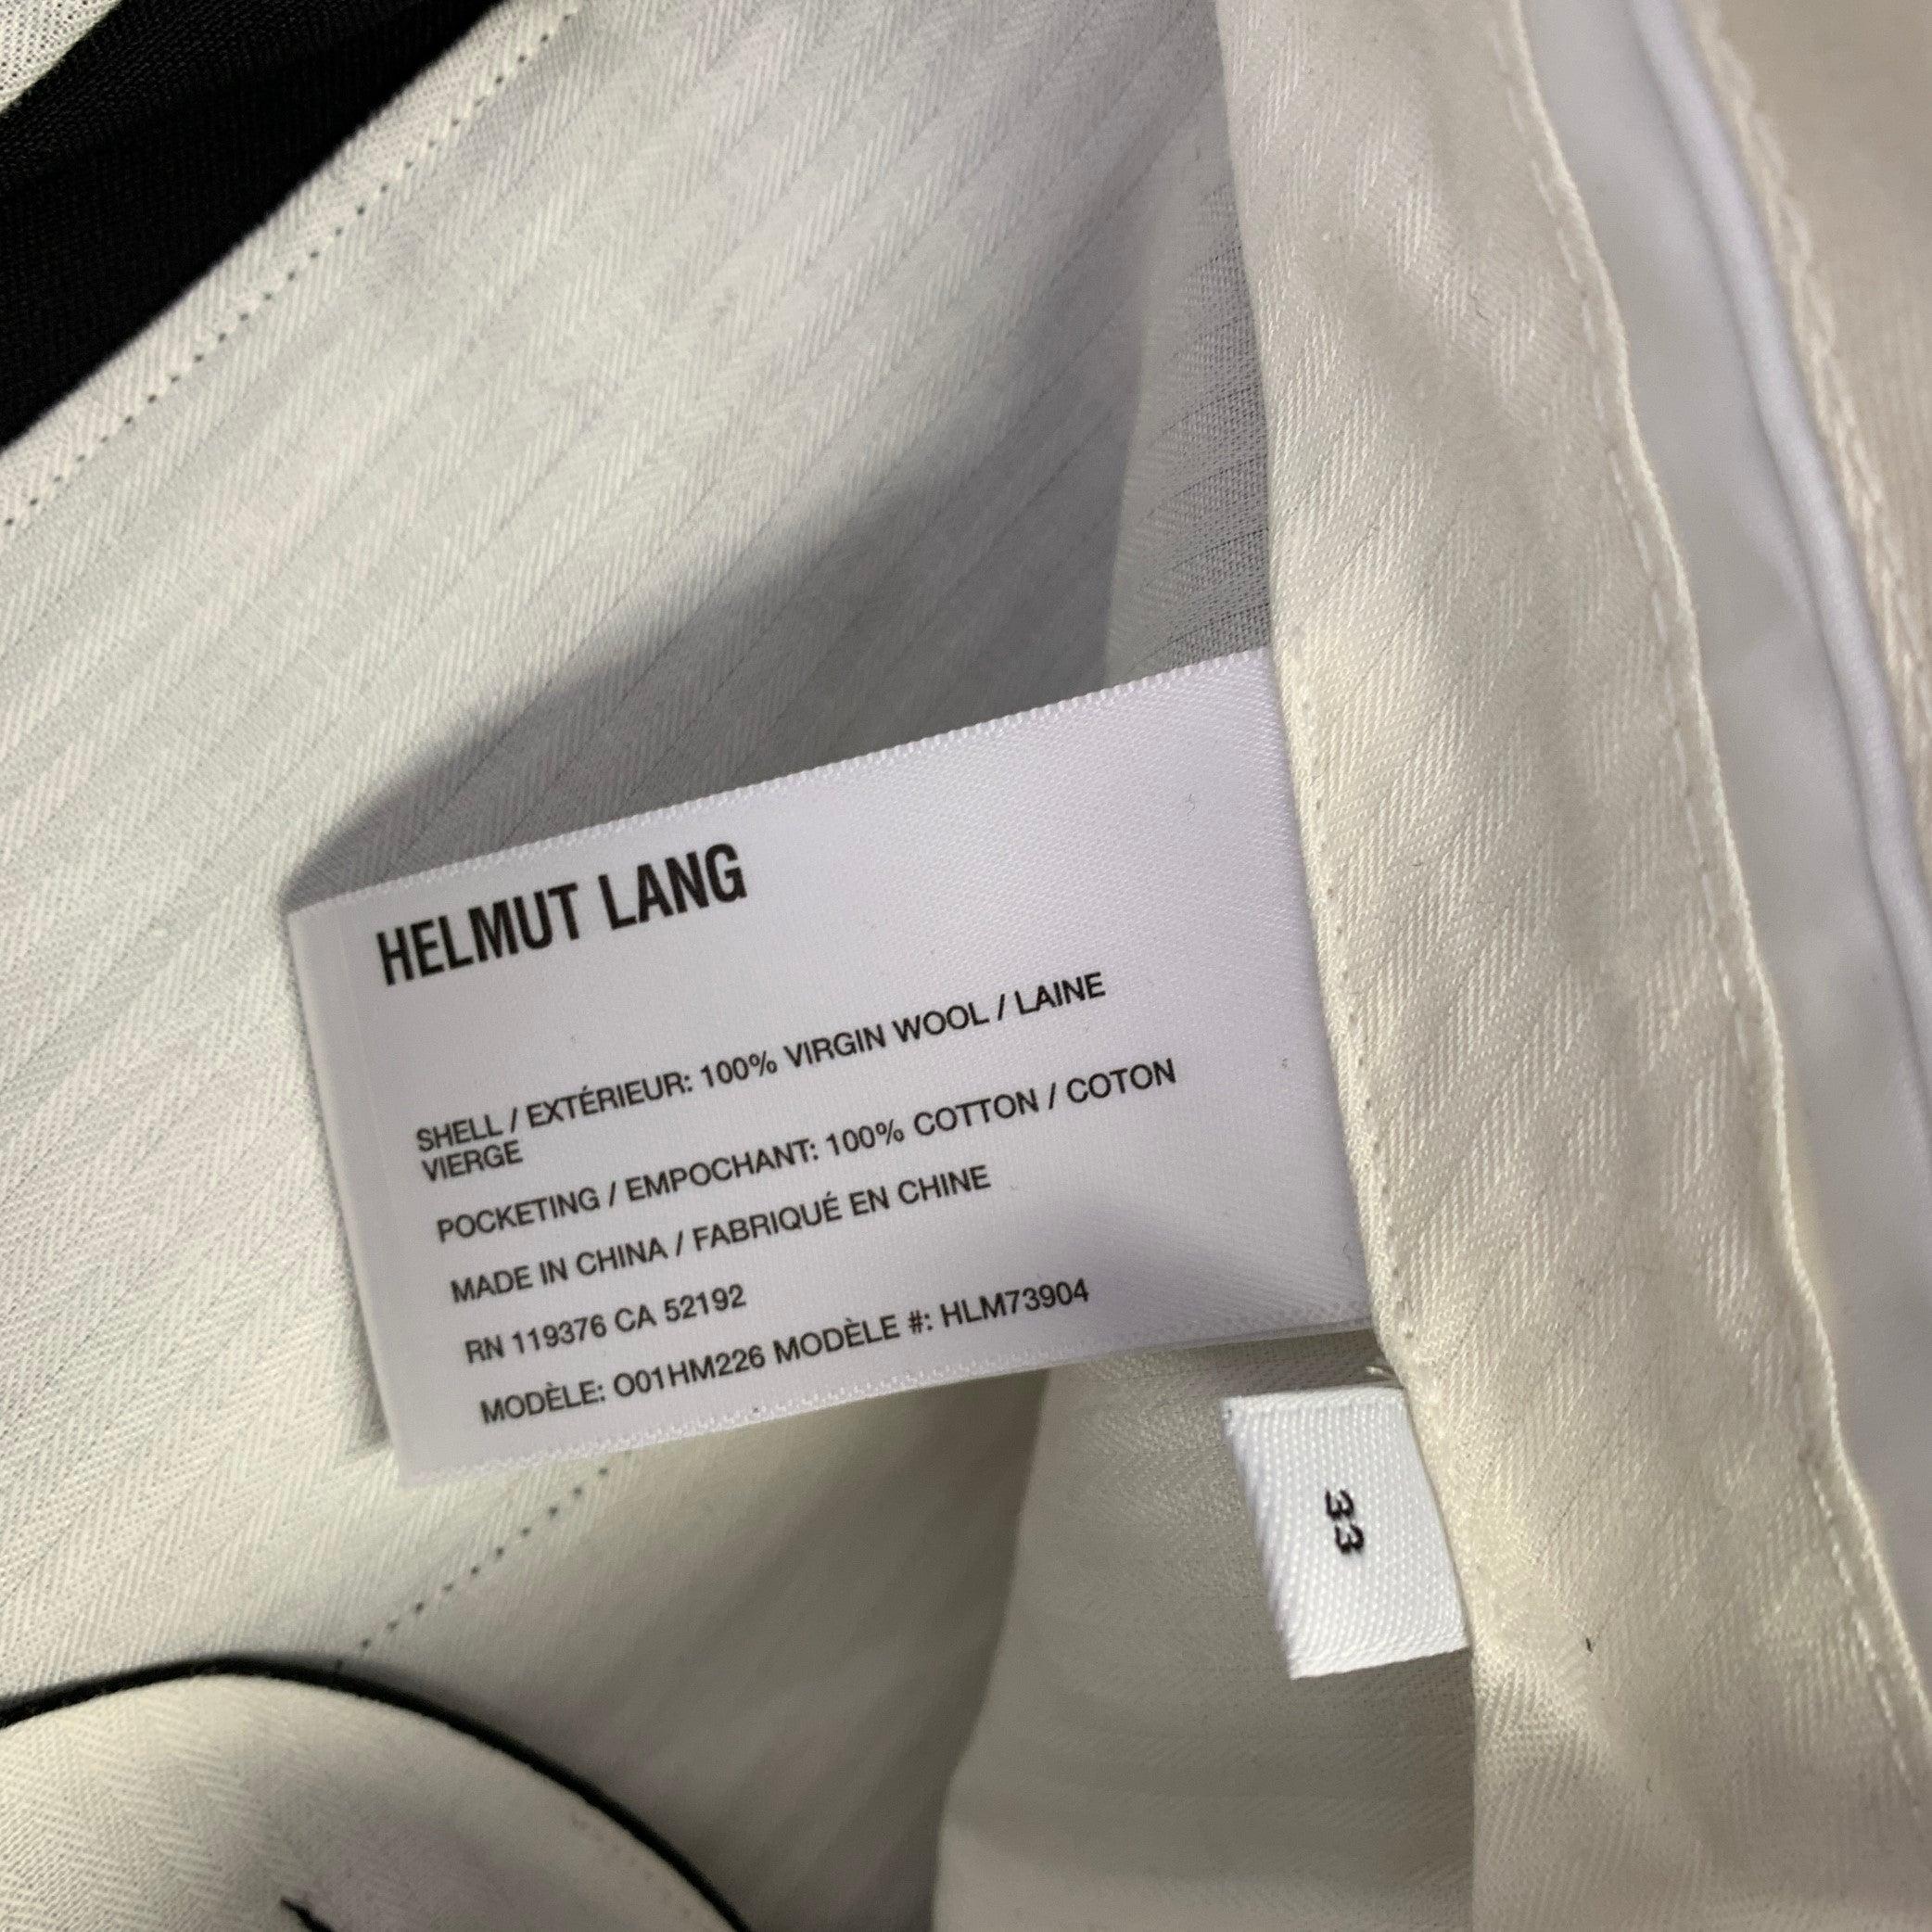 HELMUT LANG
SHELL / EXTÉRIEUR: 100% VIRGIN WOOL / LAINE
VIERGE
POCKETING / EMPOCHANT: 100% COTTON / COTON
MADE IN CHINA / FABRIQUÉ EN CHINE
RN 119376 CA 52192
MODÈLE: O01HM226 MODÈLE #: HLM73904
33